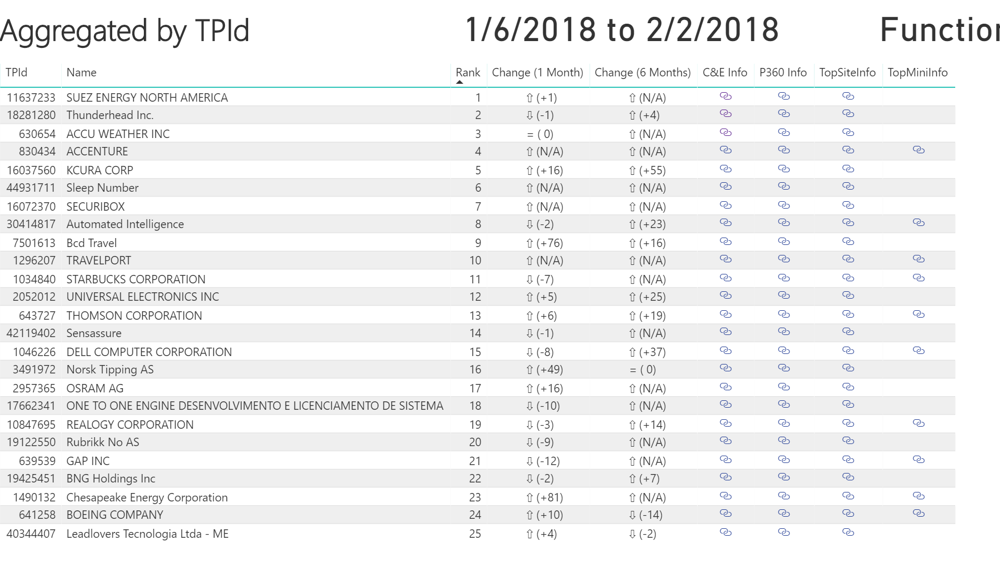 Aggregated by TPId 1/6/2018 to 2/2/2018 Function
TPId Name Rank Change (1 Month) Change (6 Months) C&E Info P360 Info TopSiteInfo TopMiniInfo
11637233 SUEZ ENERGY NORTH AMERICA 1 ⇧ (+1) ⇧ (N/A)
18281280 Thunderhead Inc. 2 ⇩ (-1) ⇧ (+4)
630654 ACCU WEATHER INC 3 = ( 0) ⇧ (N/A)
830434 ACCENTURE 4 ⇧ (N/A) ⇧ (N/A)
16037560 KCURA CORP 5 ⇧ (+16) ⇧ (+55)
44931711 Sleep Number 6 ⇧ (N/A) ⇧ (N/A)
16072370 SECURIBOX 7 ⇧ (N/A) ⇧ (N/A)
30414817 Automated Intelligence 8 ⇩ (-2) ⇧ (+23)
7501613 Bcd Travel 9 ⇧ (+76) ⇧ (+16)
1296207 TRAVELPORT 10 ⇧ (N/A) ⇧ (N/A)
1034840 STARBUCKS CORPORATION 11 ⇩ (-7) ⇧ (N/A)
2052012 UNIVERSAL ELECTRONICS INC 12 ⇧ (+5) ⇧ (+25)
643727 THOMSON CORPORATION 13 ⇧ (+6) ⇧ (+19)
42119402 Sensassure 14 ⇩ (-1) ⇧ (N/A)
1046226 DELL COMPUTER CORPORATION 15 ⇩ (-8) ⇧ (+37)
3491972 Norsk Tipping AS 16 ⇧ (+49) = ( 0)
2957365 OSRAM AG 17 ⇧ (+16) ⇧ (N/A)
17662341 ONE TO ONE ENGINE DESENVOLVIMENTO E LICENCIAMENTO DE SISTEMA 18 ⇩ (-10) ⇧ (N/A)
10847695 REALOGY CORPORATION 19 ⇩ (-3) ⇧ (+14)
19122550 Rubrikk No AS 20 ⇩ (-9) ⇧ (N/A)
639539 GAP INC 21 ⇩ (-12) ⇧ (N/A)
19425451 BNG Holdings Inc 22 ⇩ (-2) ⇧ (+7)
1490132 Chesapeake Energy Corporation 23 ⇧ (+81) ⇧ (N/A)
641258 BOEING COMPANY 24 ⇧ (+10) ⇩ (-14)
40344407 Leadlovers Tecnologia Ltda - ME 25 ⇧ (+4) ⇩ (-2)